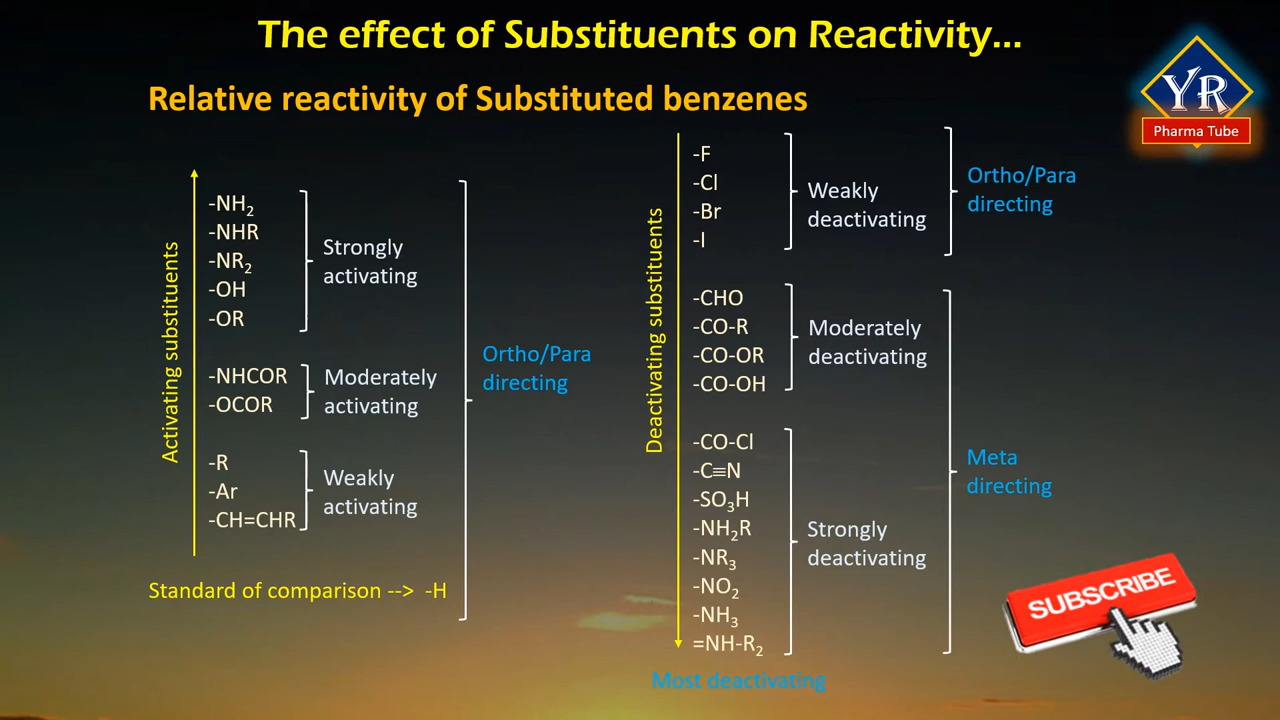 The effect of Substituents on Reactivity...
YR
Pharma Tube
Relative reactivity of Substituted benzenes
Activating substituents
-NH₂
-NHR
-NR₂
-OH
-OR
Strongly
activating
-NHCOR
-OCOR
Moderately
activating
-R
-Ar
-CH=CHR
Weakly
activating
Ortho/Para
directing
Standard of comparison --> -H
Deactivating substituents
-F
-Cl
-Br
-I
Weakly
deactivating
Ortho/Para
directing
-CHO
-CO-R
-CO-OR
-CO-OH
Moderately
deactivating
-CO-Cl
-C≡N
-SO₃H
-NH₂R
-NR₃
-NO₂
-NH₃
=NH-R₂
Strongly
deactivating
Meta
directing
Most deactivating
SUBSCRIBE